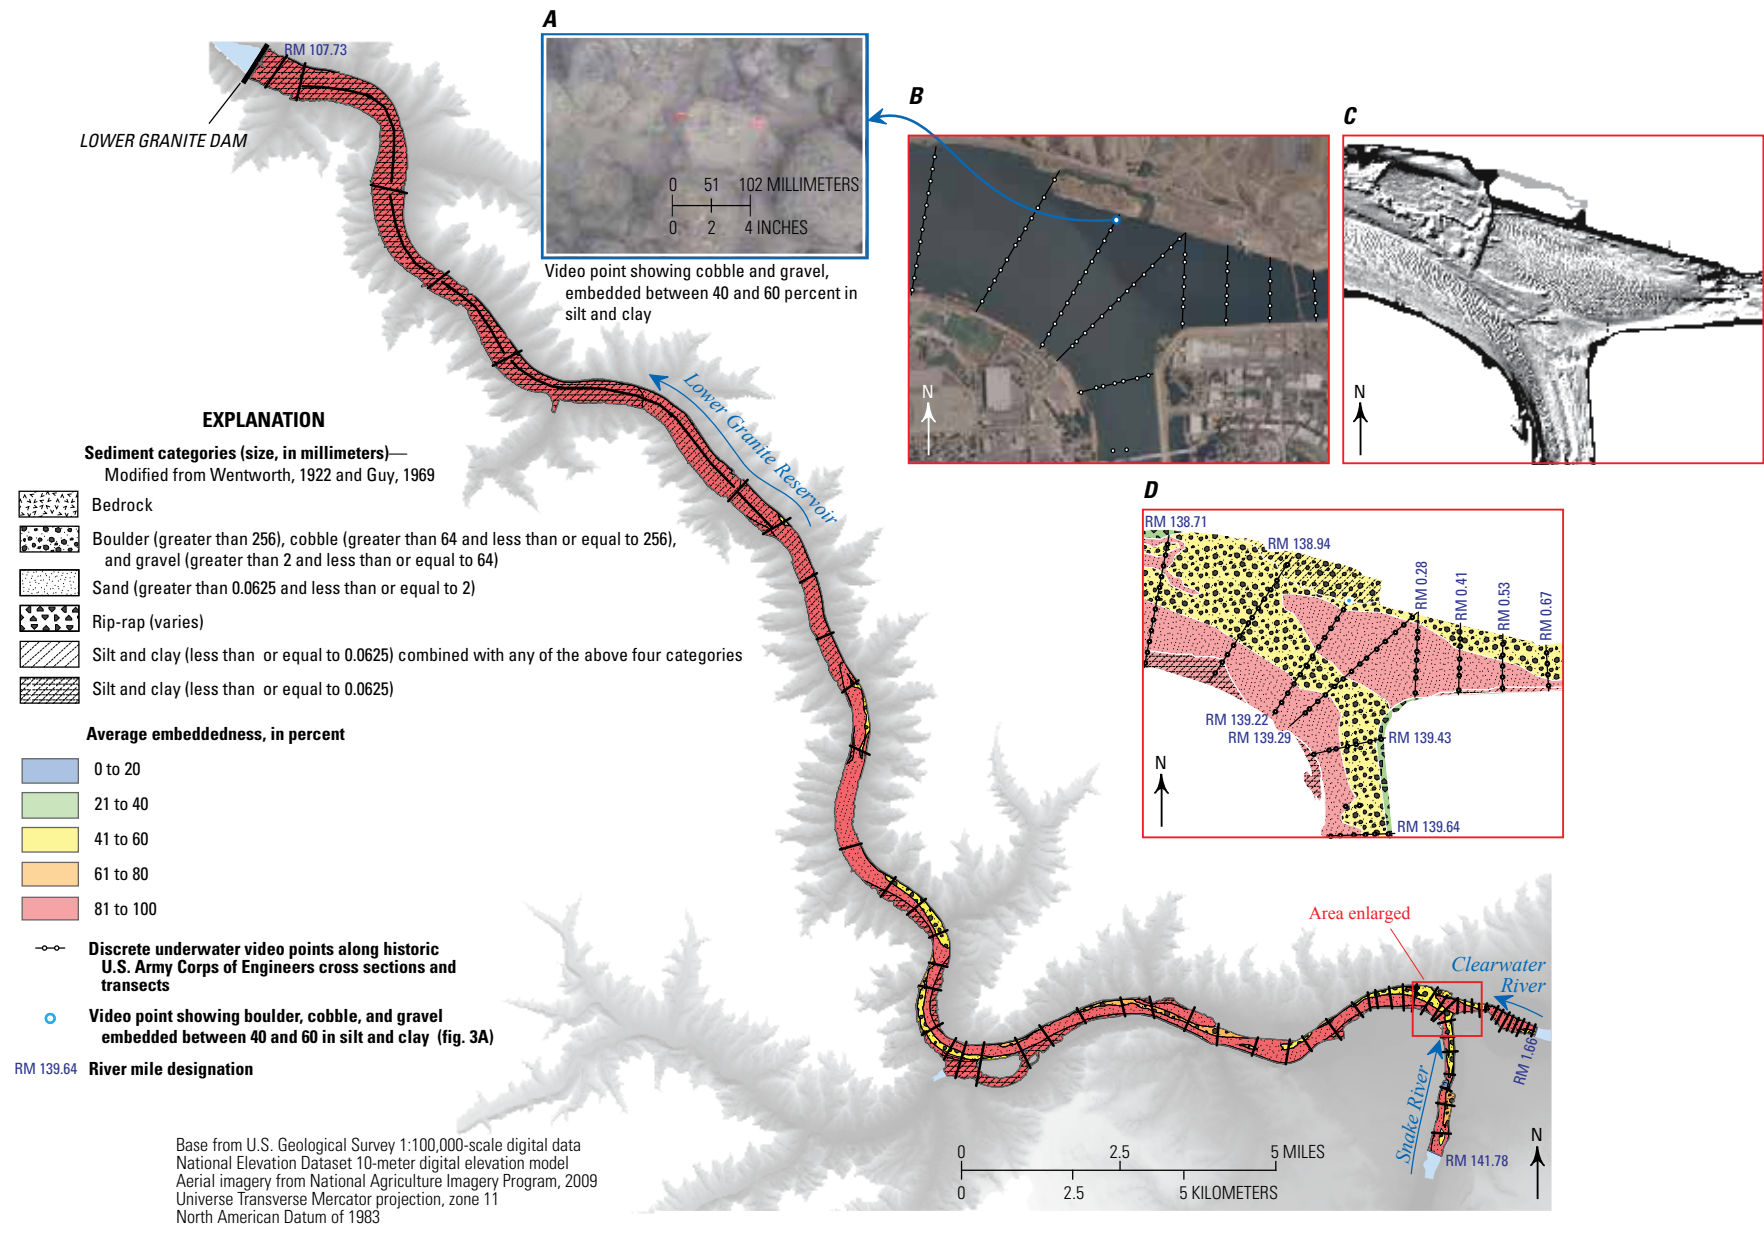 A
RM 107.73
LOWER GRANITE DAM
0 51 102 MILLIMETERS
0 2 4 INCHES
Video point showing cobble and gravel,
embedded between 40 and 60 percent in
silt and clay
B
N
C
N
Lower Granite Reservoir
D
RM 138.71
RM 138.94
RM 0.28
RM 0.41
RM 0.53
RM 0.67
RM 139.22
RM 139.29
RM 139.43
RM 139.64
N
EXPLANATION
Sediment categories (size, in millimeters)—
Modified from Wentworth, 1922 and Guy, 1969
Bedrock
Boulder (greater than 256), cobble (greater than 64 and less than or equal to 256),
and gravel (greater than 2 and less than or equal to 64)
Sand (greater than 0.0625 and less than or equal to 2)
Rip-rap (varies)
Silt and clay (less than or equal to 0.0625) combined with any of the above four categories
Silt and clay (less than or equal to 0.0625)
Average embeddedness, in percent
0 to 20
21 to 40
41 to 60
61 to 80
81 to 100
Discrete underwater video points along historic
U.S. Army Corps of Engineers cross sections and
transects
Video point showing boulder, cobble, and gravel
embedded between 40 and 60 in silt and clay (fig. 3A)
RM 139.64 River mile designation
Area enlarged
Clearwater
River
RM 1.66
Snake River
RM 141.78
N
0 2.5 5 MILES
0 2.5 5 KILOMETERS
Base from U.S. Geological Survey 1:100,000-scale digital data
National Elevation Dataset 10-meter digital elevation model
Aerial imagery from National Agriculture Imagery Program, 2009
Universe Transverse Mercator projection, zone 11
North American Datum of 1983